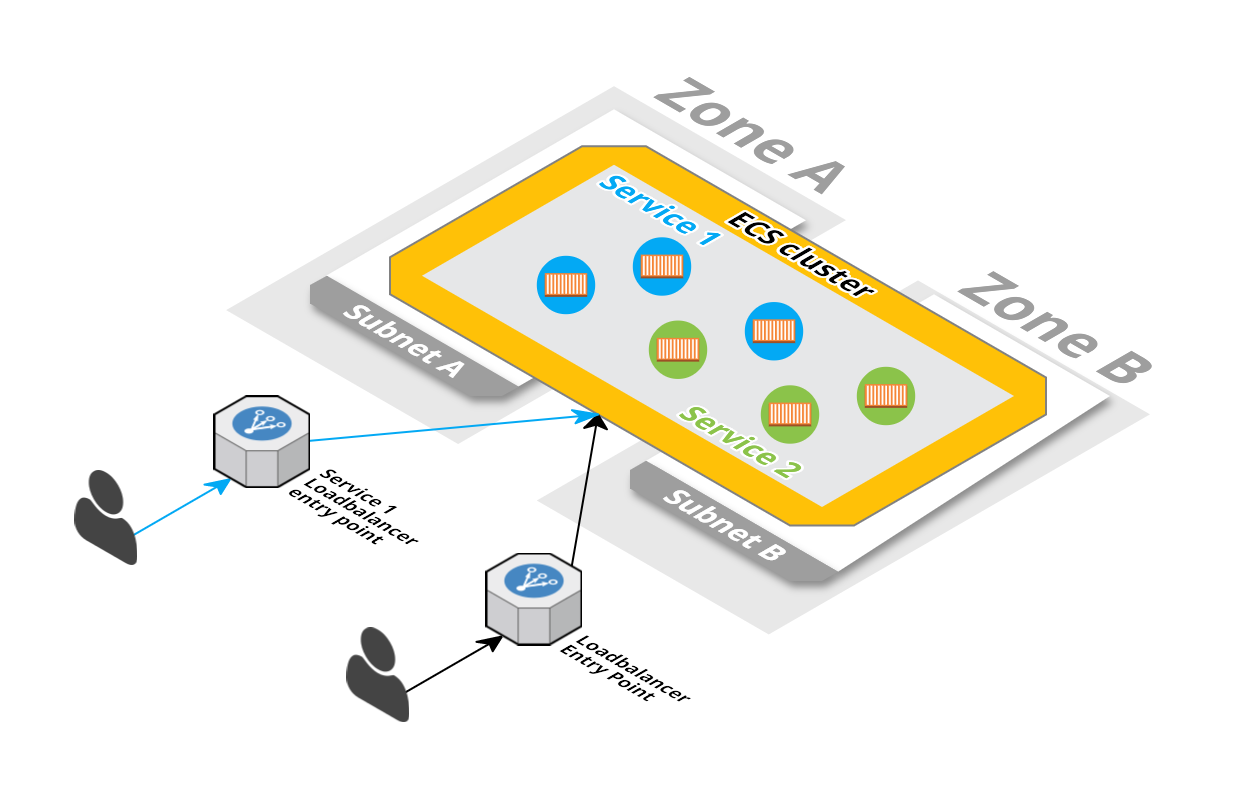 Zone A
Service 1
ECS cluster
Zone B
Subnet A
Service 2
Subnet B
Service 1
Loadbalancer
entry point
Loadbalancer
Entry Point